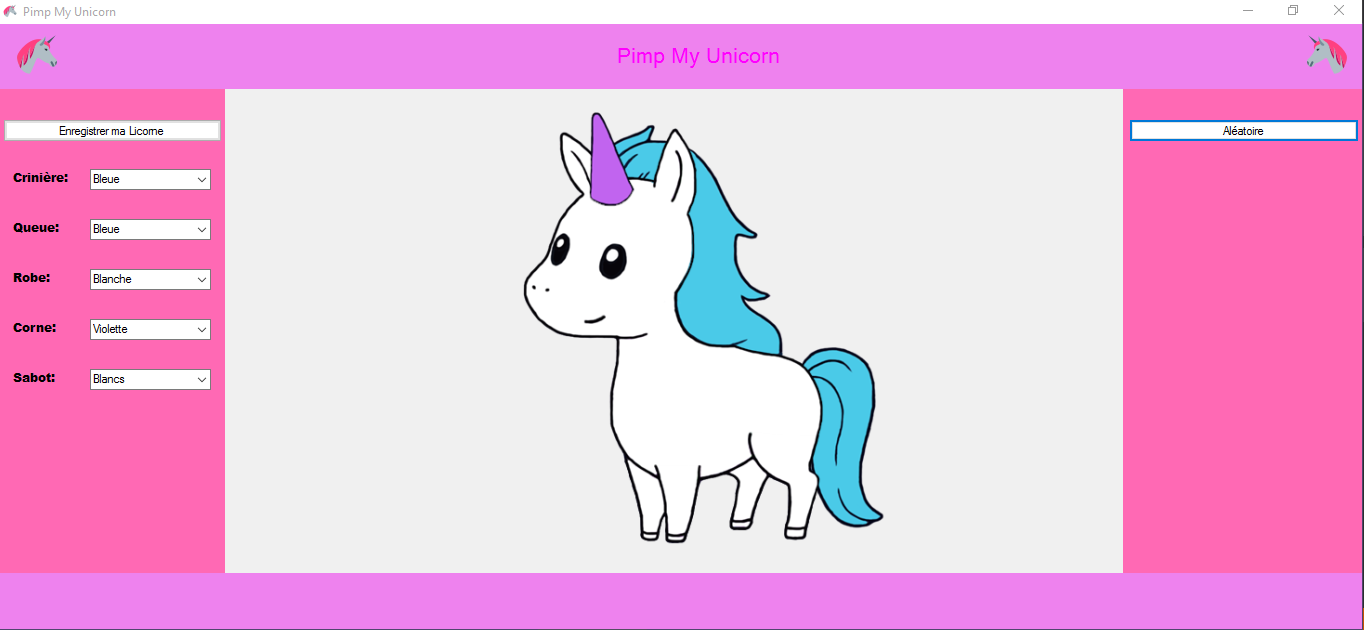 Pimp My Unicorn
Pimp My Unicorn
Enregistrer ma Licorne
Aléatoire
Crinière: Bleue
Queue: Bleue
Robe: Blanche
Corne: Violette
Sabot: Blancs